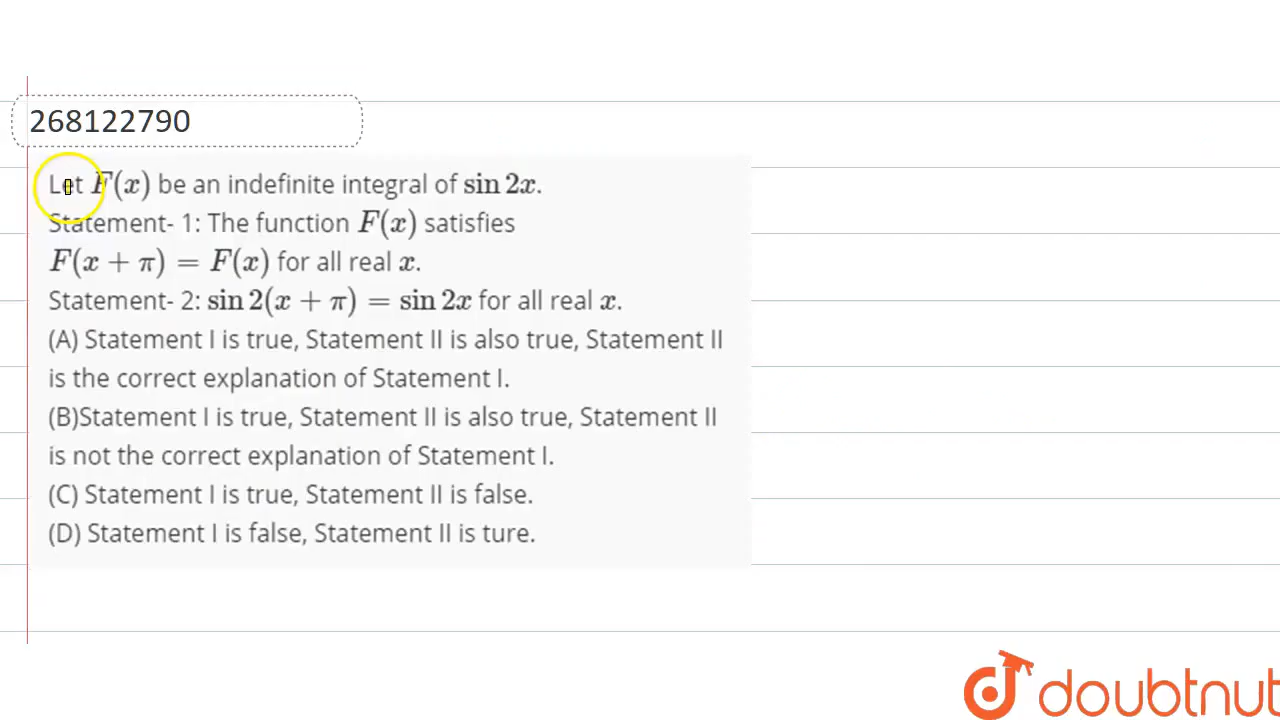 268122790
Let F(x) be an indefinite integral of sin 2x.
Statement- 1: The function F(x) satisfies
F(x + π) = F(x) for all real x.
Statement- 2: sin 2(x + π) = sin 2x for all real x.
(A) Statement I is true, Statement II is also true, Statement II
is the correct explanation of Statement I.
(B)Statement I is true, Statement II is also true, Statement II
is not the correct explanation of Statement I.
(C) Statement I is true, Statement II is false.
(D) Statement I is false, Statement II is ture.
doubtnut